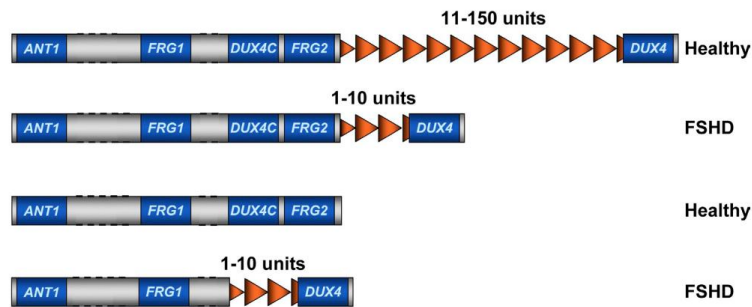 11-150 units
ANT1 FRG1 DUX4C FRG2 DUX4 Healthy
1-10 units
ANT1 FRG1 DUX4C FRG2 DUX4 FSHD
ANT1 FRG1 DUX4C FRG2 Healthy
1-10 units
ANT1 FRG1 DUX4 FSHD